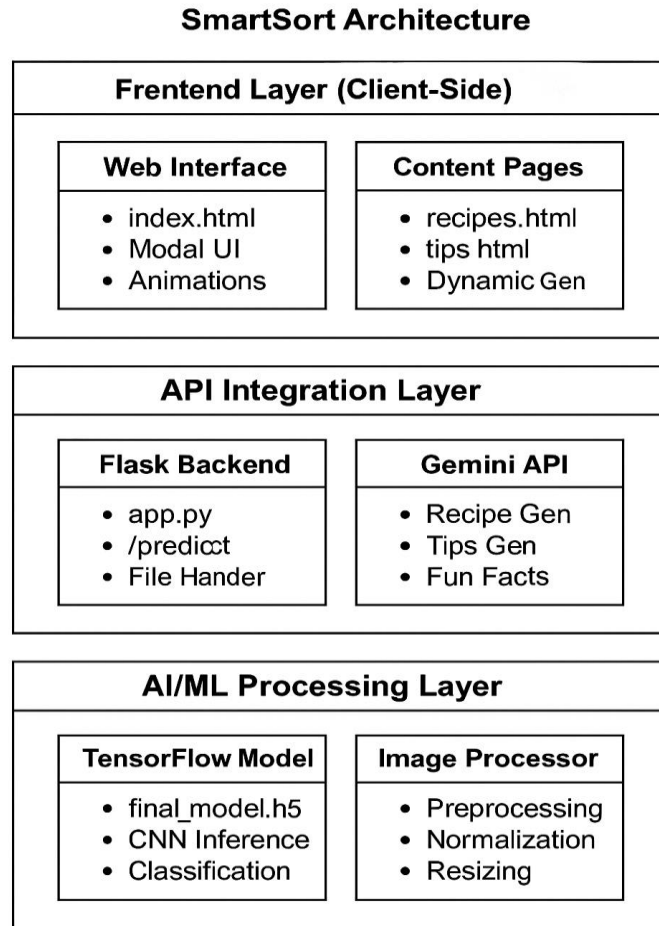 SmartSort Architecture
Frentend Layer (Client-Side)
Web Interface
• index.html
• Modal UI
• Animations
Content Pages
• recipes.html
• tips html
• Dynamic Gen
API Integration Layer
Flask Backend
• app.py
• /predicct
• File Hander
Gemini API
• Recipe Gen
• Tips Gen
• Fun Facts
AI/ML Processing Layer
TensorFlow Model
• final_model.h5
• CNN Inference
• Classification
Image Processor
• Preprocessing
• Normalization
• Resizing